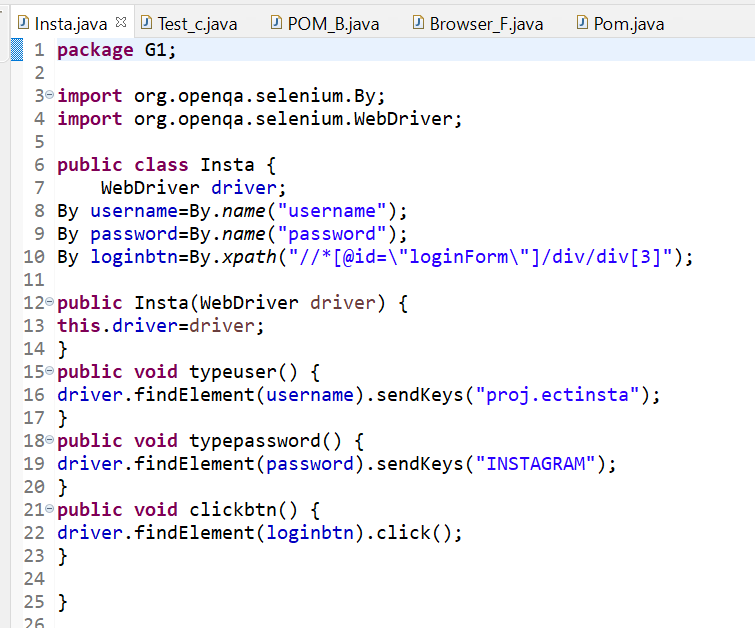 Insta.java Test_c.java POM_B.java Browser_F.java Pom.java
1 package G1;
2
3 import org.openqa.selenium.By;
4 import org.openqa.selenium.WebDriver;
5
6 public class Insta {
7     WebDriver driver;
8 By username=By.name("username");
9 By password=By.name("password");
10 By loginbtn=By.xpath("//*[@id=\"loginForm\"]/div/div[3]");
11
12 public Insta(WebDriver driver) {
13 this.driver=driver;
14 }
15 public void typeuser() {
16 driver.findElement(username).sendKeys("proj.ectinsta");
17 }
18 public void typepassword() {
19 driver.findElement(password).sendKeys("INSTAGRAM");
20 }
21 public void clickbtn() {
22 driver.findElement(loginbtn).click();
23 }
24
25 }
26